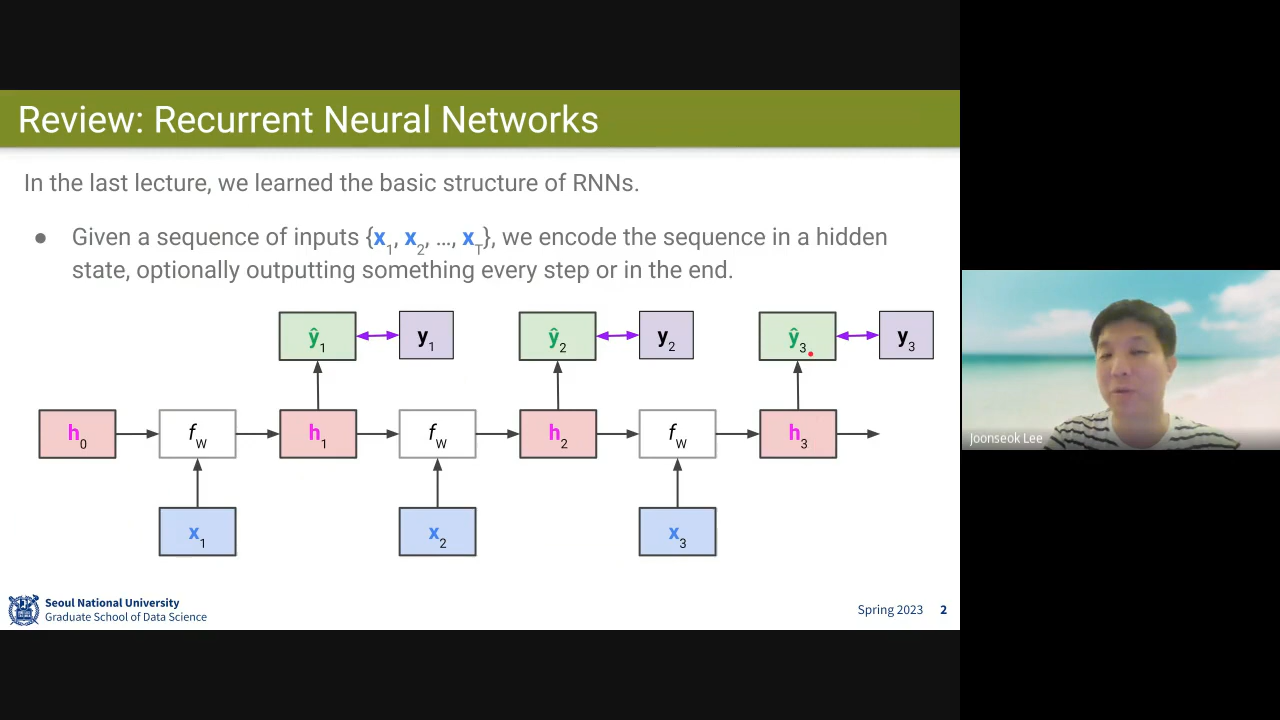 Review: Recurrent Neural Networks
In the last lecture, we learned the basic structure of RNNs.
● Given a sequence of inputs {x1, x2, ..., xT}, we encode the sequence in a hidden
state, optionally outputting something every step or in the end.
ŷ1 y1 ŷ2 y2 ŷ3 y3
h0 fW h1 fW h2 fW h3
x1 x2 x3
Joonseok Lee
Seoul National University
Graduate School of Data Science
Spring 2023 2